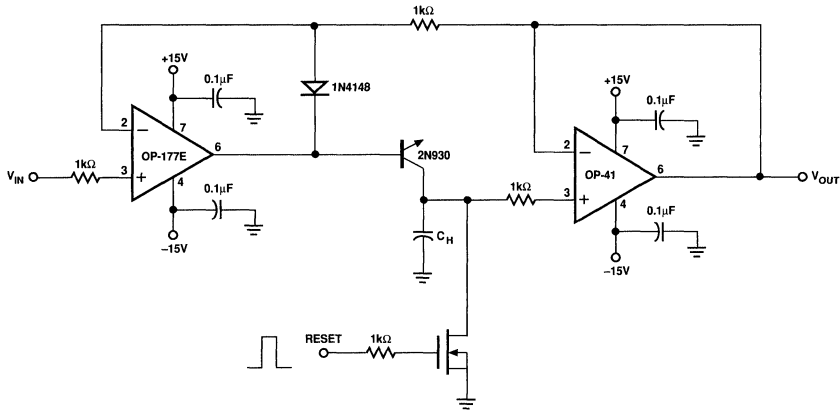 1kΩ
+15V
0.1µF
1N4148
+15V
0.1µF
2
−
7
OP-177E
6
2N930
2
−
7
OP-41
6
V_IN
1kΩ
3
+
4
1kΩ
3
+
4
V_OUT
0.1µF
−15V
C_H
0.1µF
−15V
RESET
1kΩ